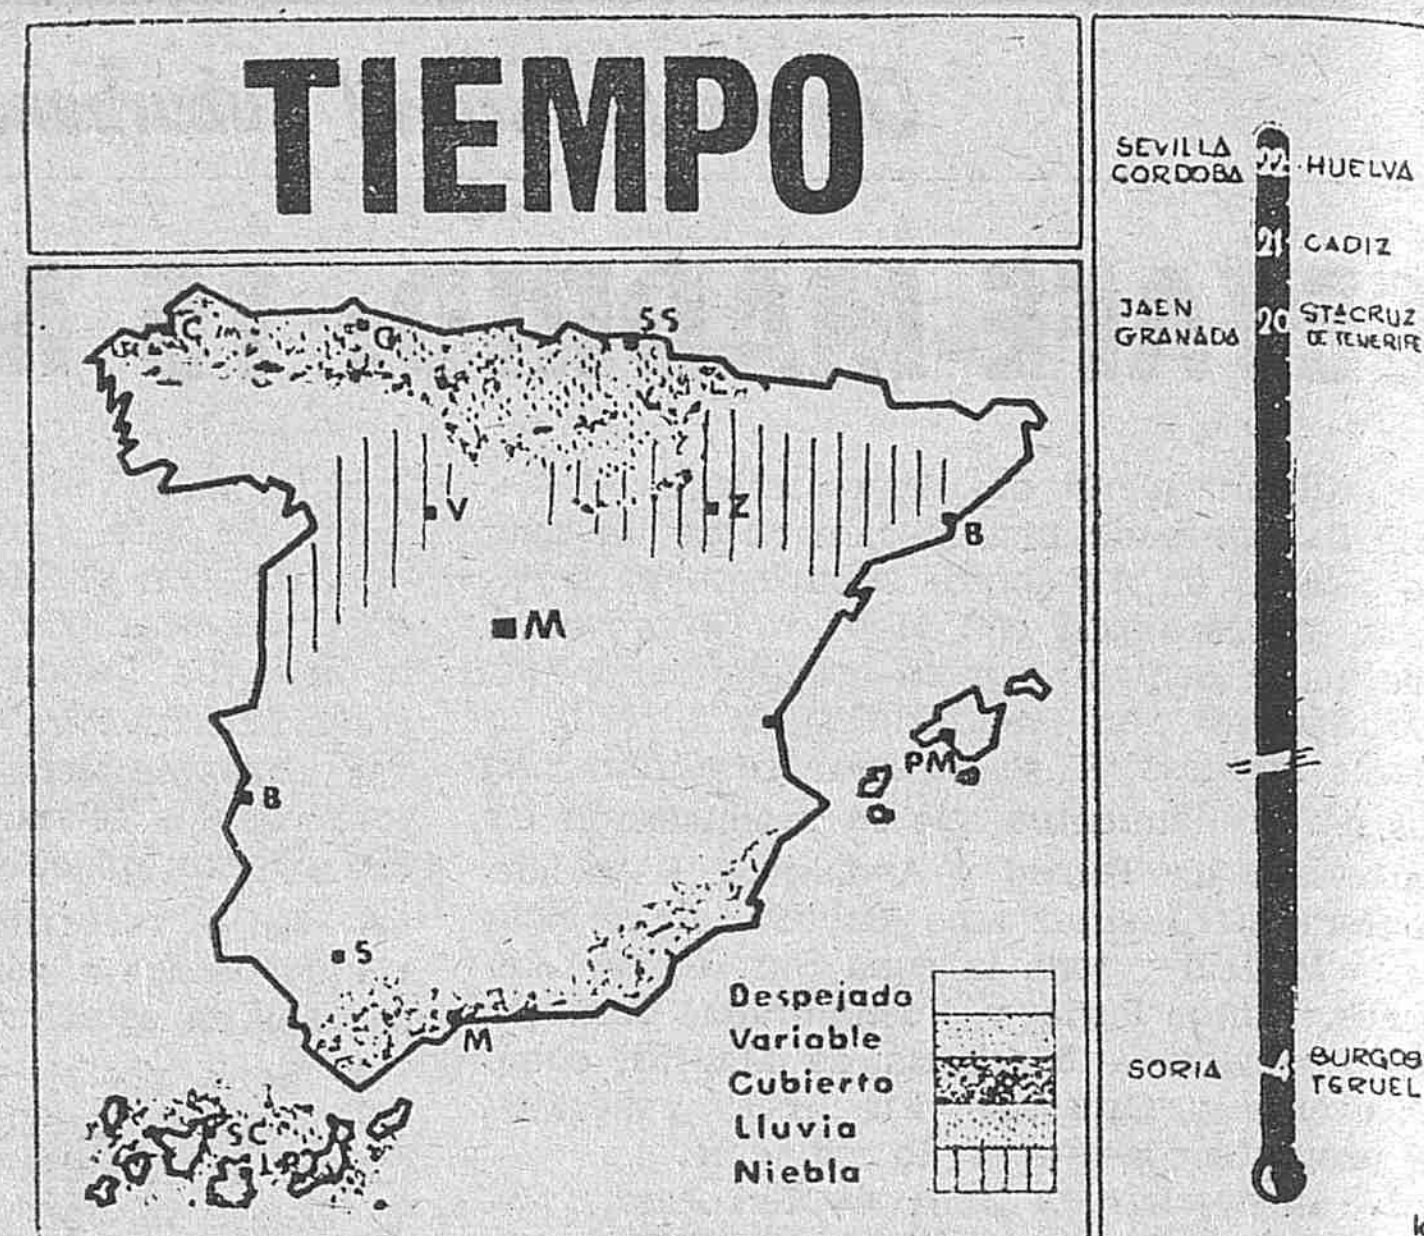 TIEMPO
C
G
SS
V
Z
B
M
PM
B
S
M
SC
LP
Despejado
Variable
Cubierto
Lluvia
Niebla
SEVILLA
CORDOBA
22
HUELVA
21
CADIZ
JAEN
GRANADA
20
STA CRUZ
DE TENERIFE
SORIA
BURGOS
TERUEL